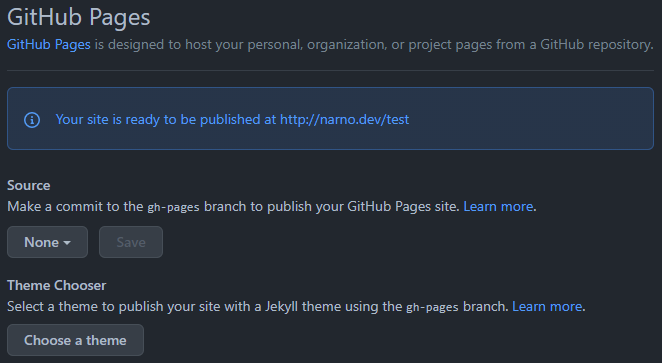 GitHub Pages
GitHub Pages is designed to host your personal, organization, or project pages from a GitHub repository.
Your site is ready to be published at http://narno.dev/test
Source
Make a commit to the gh-pages branch to publish your GitHub Pages site. Learn more.
None Save
Theme Chooser
Select a theme to publish your site with a Jekyll theme using the gh-pages branch. Learn more.
Choose a theme